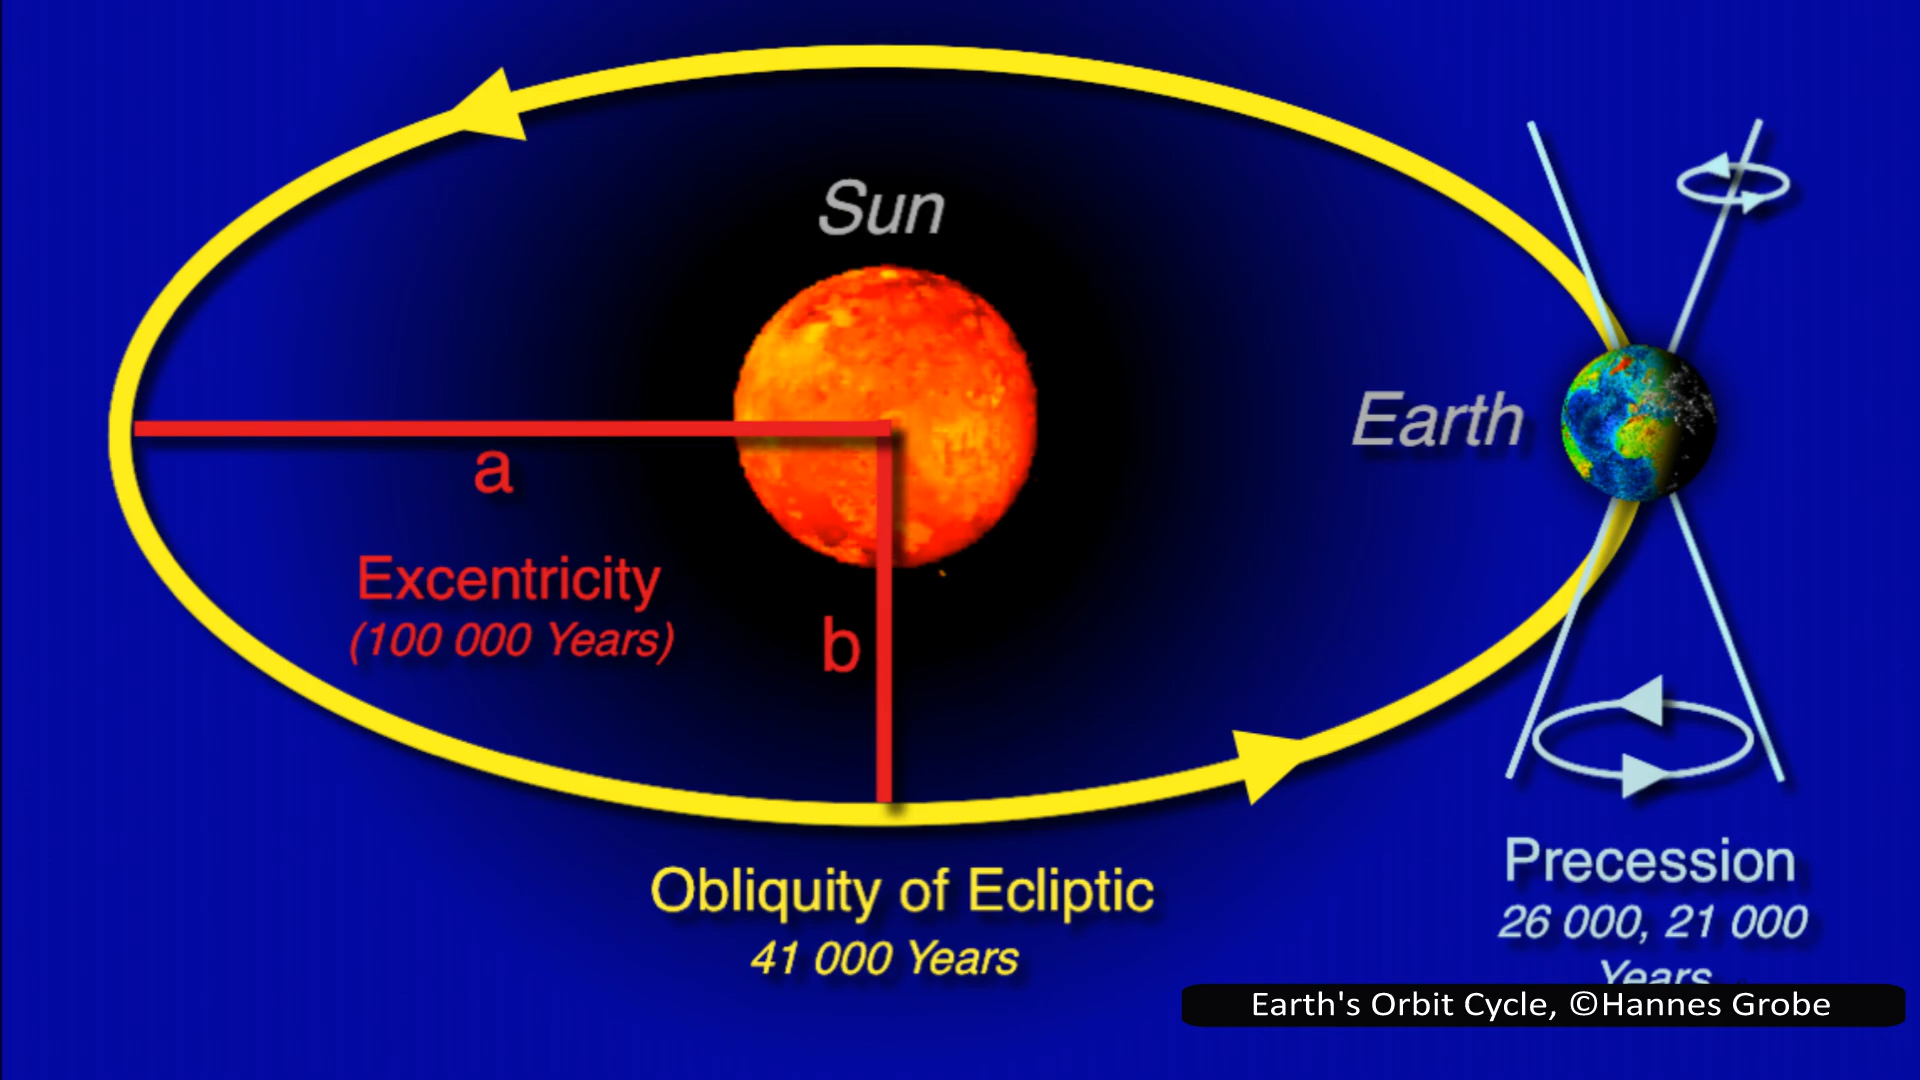 Sun
Earth
a
Excentricity
(100 000 Years)
b
Obliquity of Ecliptic
41 000 Years
Precession
26 000, 21 000
Years
Earth's Orbit Cycle, ©Hannes Grobe